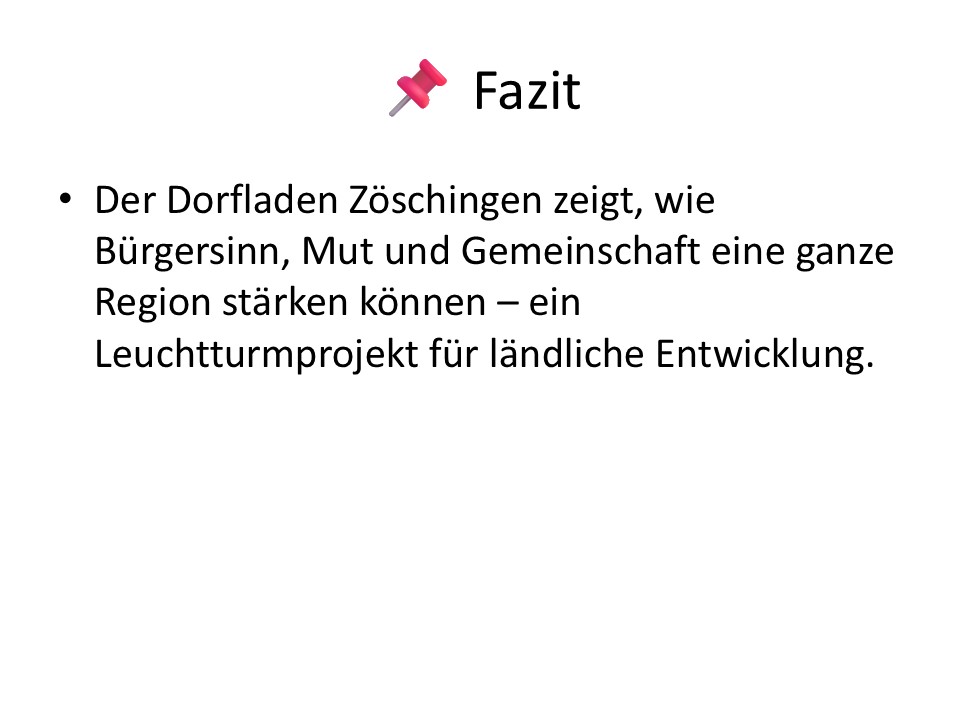 📌 Fazit
• Der Dorfladen Zöschingen zeigt, wie
Bürgersinn, Mut und Gemeinschaft eine ganze
Region stärken können – ein
Leuchtturmprojekt für ländliche Entwicklung.